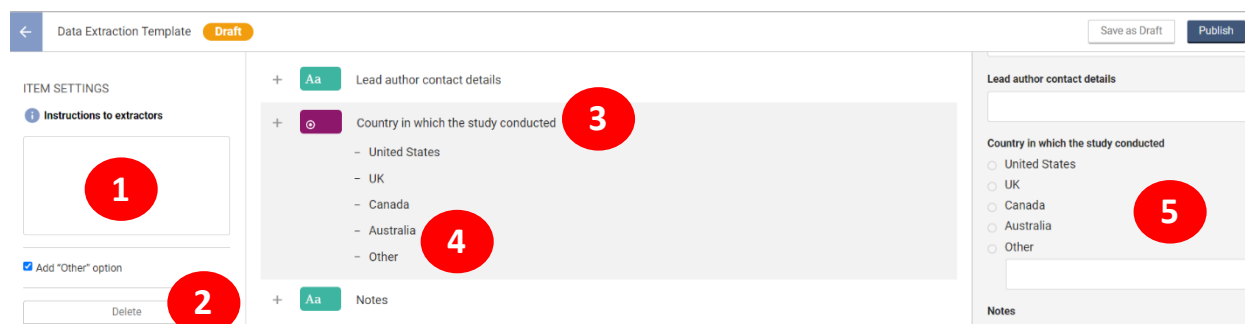 Data Extraction Template Draft Save as Draft Publish
ITEM SETTINGS
Instructions to extractors
1
Add "Other" option
Delete
2
Aa Lead author contact details
Country in which the study conducted
3
– United States
– UK
– Canada
– Australia
– Other
4
Aa Notes
Lead author contact details
Country in which the study conducted
United States
UK
Canada
Australia
Other
5
Notes